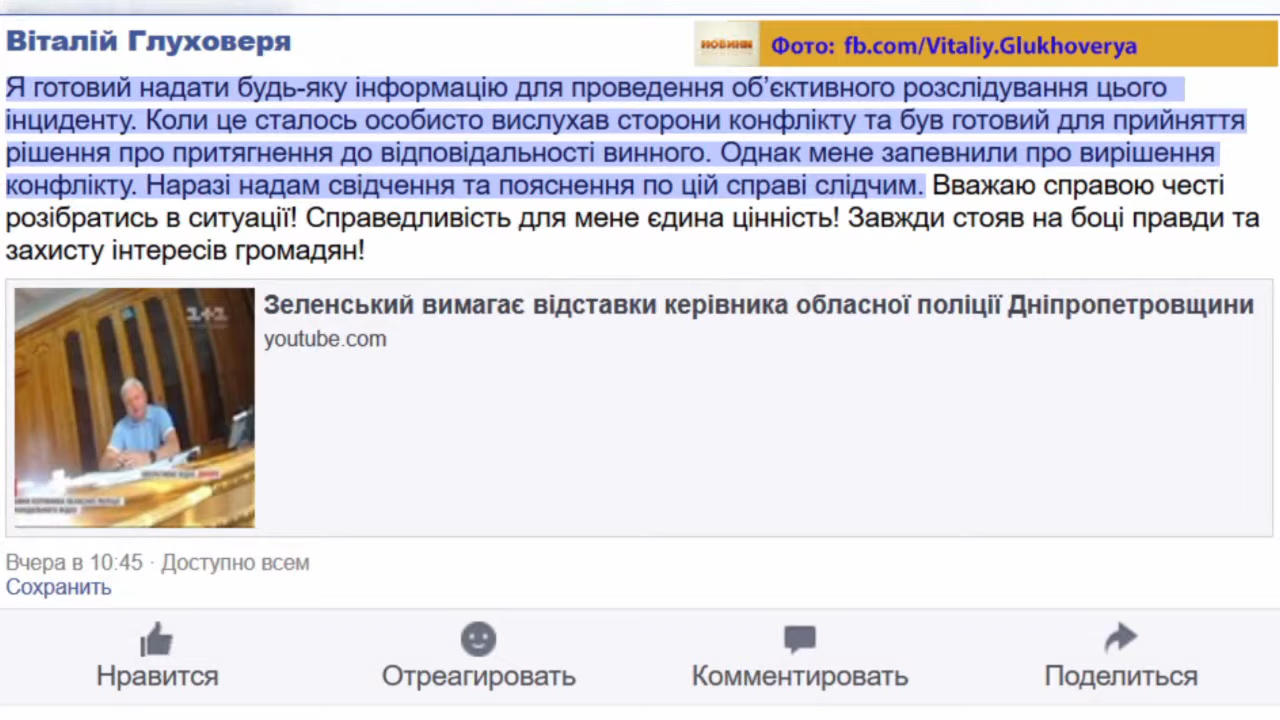 Віталій Глуховеря
НОВИНИ
Фото: fb.com/Vitaliy.Glukhoverya
Я готовий надати будь-яку інформацію для проведення об’єктивного розслідування цього
інциденту. Коли це сталось особисто вислухав сторони конфлікту та був готовий для прийняття
рішення про притягнення до відповідальності винного. Однак мене запевнили про вирішення
конфлікту. Наразі надам свідчення та пояснення по цій справі слідчим. Вважаю справою честі
розібратись в ситуації! Справедливість для мене єдина цінність! Завжди стояв на боці правди та
захисту інтересів громадян!
1+1
Зеленський вимагає відставки керівника обласної поліції Дніпропетровщини
youtube.com
Вчера в 10:45 · Доступно всем
Сохранить
Нравится
Отреагировать
Комментировать
Поделиться